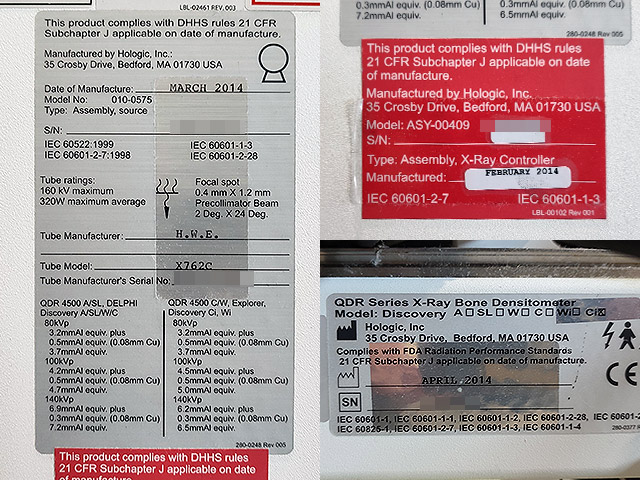 LBL-02461 REV, 003
This product complies with DHHS rules 21 CFR
Subchapter J applicable on date of manufacture.
Manufactured by Hologic, Inc.:
35 Crosby Drive, Bedford, MA 01730 USA
Date of Manufacture: MARCH 2014
Model No: 010-0575
Type: Assembly, source
S/N:
IEC 60522:1999 IEC 60601-1-3
IEC 60601-2-7:1998 IEC 60601-2-28
Tube ratings:
160 kV maximum
320W maximum average
Focal spot
0.4 mm X 1.2 mm
Precollimator Beam
2 Deg. X 24 Deg.
Tube Manufacturer: H.W.E.
Tube Model: X762C
Tube Manufacturer's Serial No:
QDR 4500 A/SL, DELPHI
Discovery A/SL/W/C
80kVp
3.2mmAl equiv. plus
0.5mmAl equiv. (0.08mm Cu)
3.7mmAl equiv.
100kVp
4.2mmAl equiv. plus
0.5mmAl equiv. (0.08mm Cu)
4.7mmAl equiv.
140kVp
6.9mmAl equiv. plus
0.3mmAl equiv. (0.08mm Cu)
7.2mmAl equiv.
QDR 4500 C/W, Explorer,
Discovery Ci, Wi
80kVp
3.2mmAl equiv. plus
0.5mmAl equiv. (0.08mm Cu)
3.7mmAl equiv.
100kVp
4.5mmAl equiv. plus
0.5mmAl equiv. (0.08mm Cu)
5.0mmAl equiv.
140kVp
6.2mmAl equiv. plus
0.3mmAl equiv. (0.08mm Cu)
6.5mmAl equiv.
280-0248 Rev 005
This product complies with DHHS rules
21 CFR Subchapter J applicable on date
of manufacture.
0.3mmAl equiv. (0.08mm Cu)
7.2mmAl equiv.
0.3mmAl equiv. (0.08mm Cu)
6.5mmAl equiv.
280-0248 Rev 005
This product complies with DHHS rules
21 CFR Subchapter J applicable on date
of manufacture.
Manufactured by Hologic, Inc.
35 Crosby Drive, Bedford, MA 01730 USA
Model: ASY-00409
S/N:
Type: Assembly, X-Ray Controller
Manufactured: FEBRUARY 2014
IEC 60601-2-7 IEC 60601-1-3
LBL-00102 Rev 001
QDR Series X-Ray Bone Densitometer
Model: Discovery A SL W C Wi Ci
Hologic, Inc
35 Crosby Drive, Bedford, MA 01730 USA
Complies with FDA Radiation Performance Standards
21 CFR Subchapter J applicable on date of manufacture.
APRIL 2014
SN
CE
IEC 60601-1, IEC 60601-1-1, IEC 60601-1-2, IEC 60601-2-28, IEC 60601-2
IEC 60825-1, IEC 60601-2-7, IEC 60601-1-3, IEC 60601-1-4
280-0377